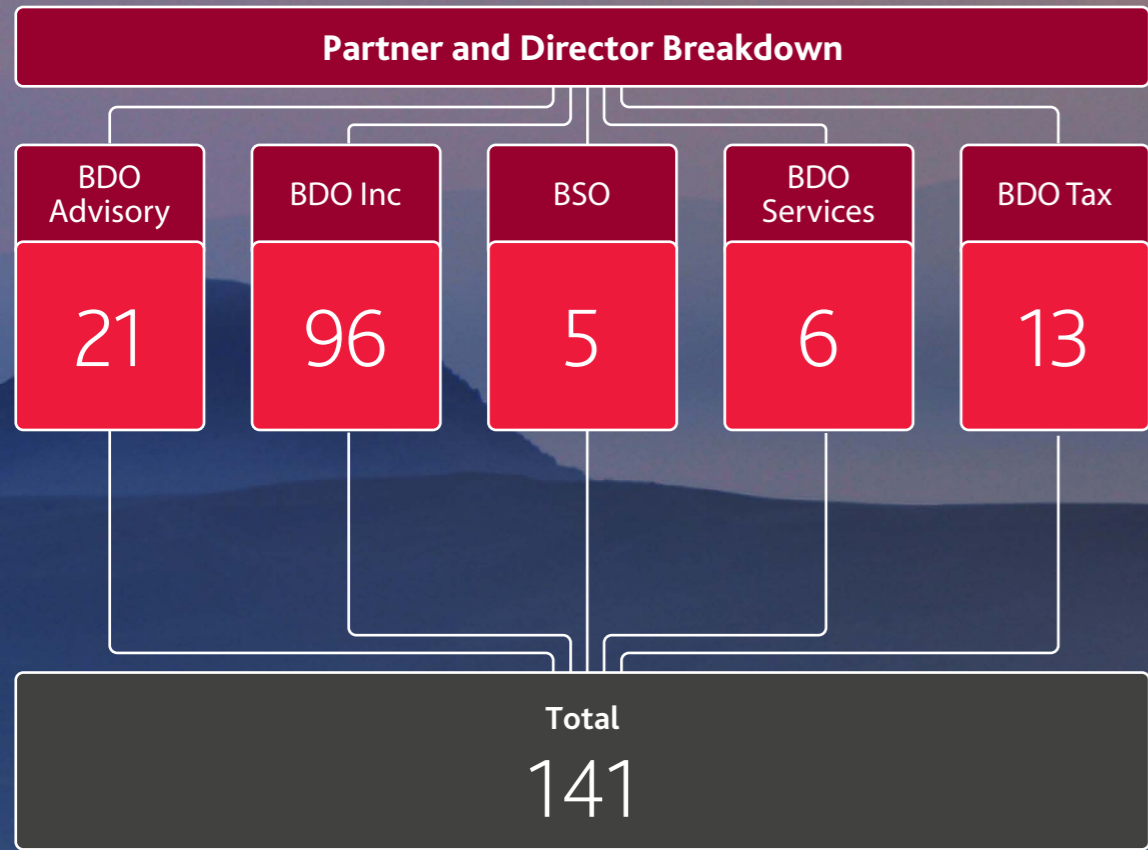 Partner and Director Breakdown
BDO
Advisory
BDO Inc
BSO
BDO
Services
BDO Tax
21
96
5
6
13
Total
141